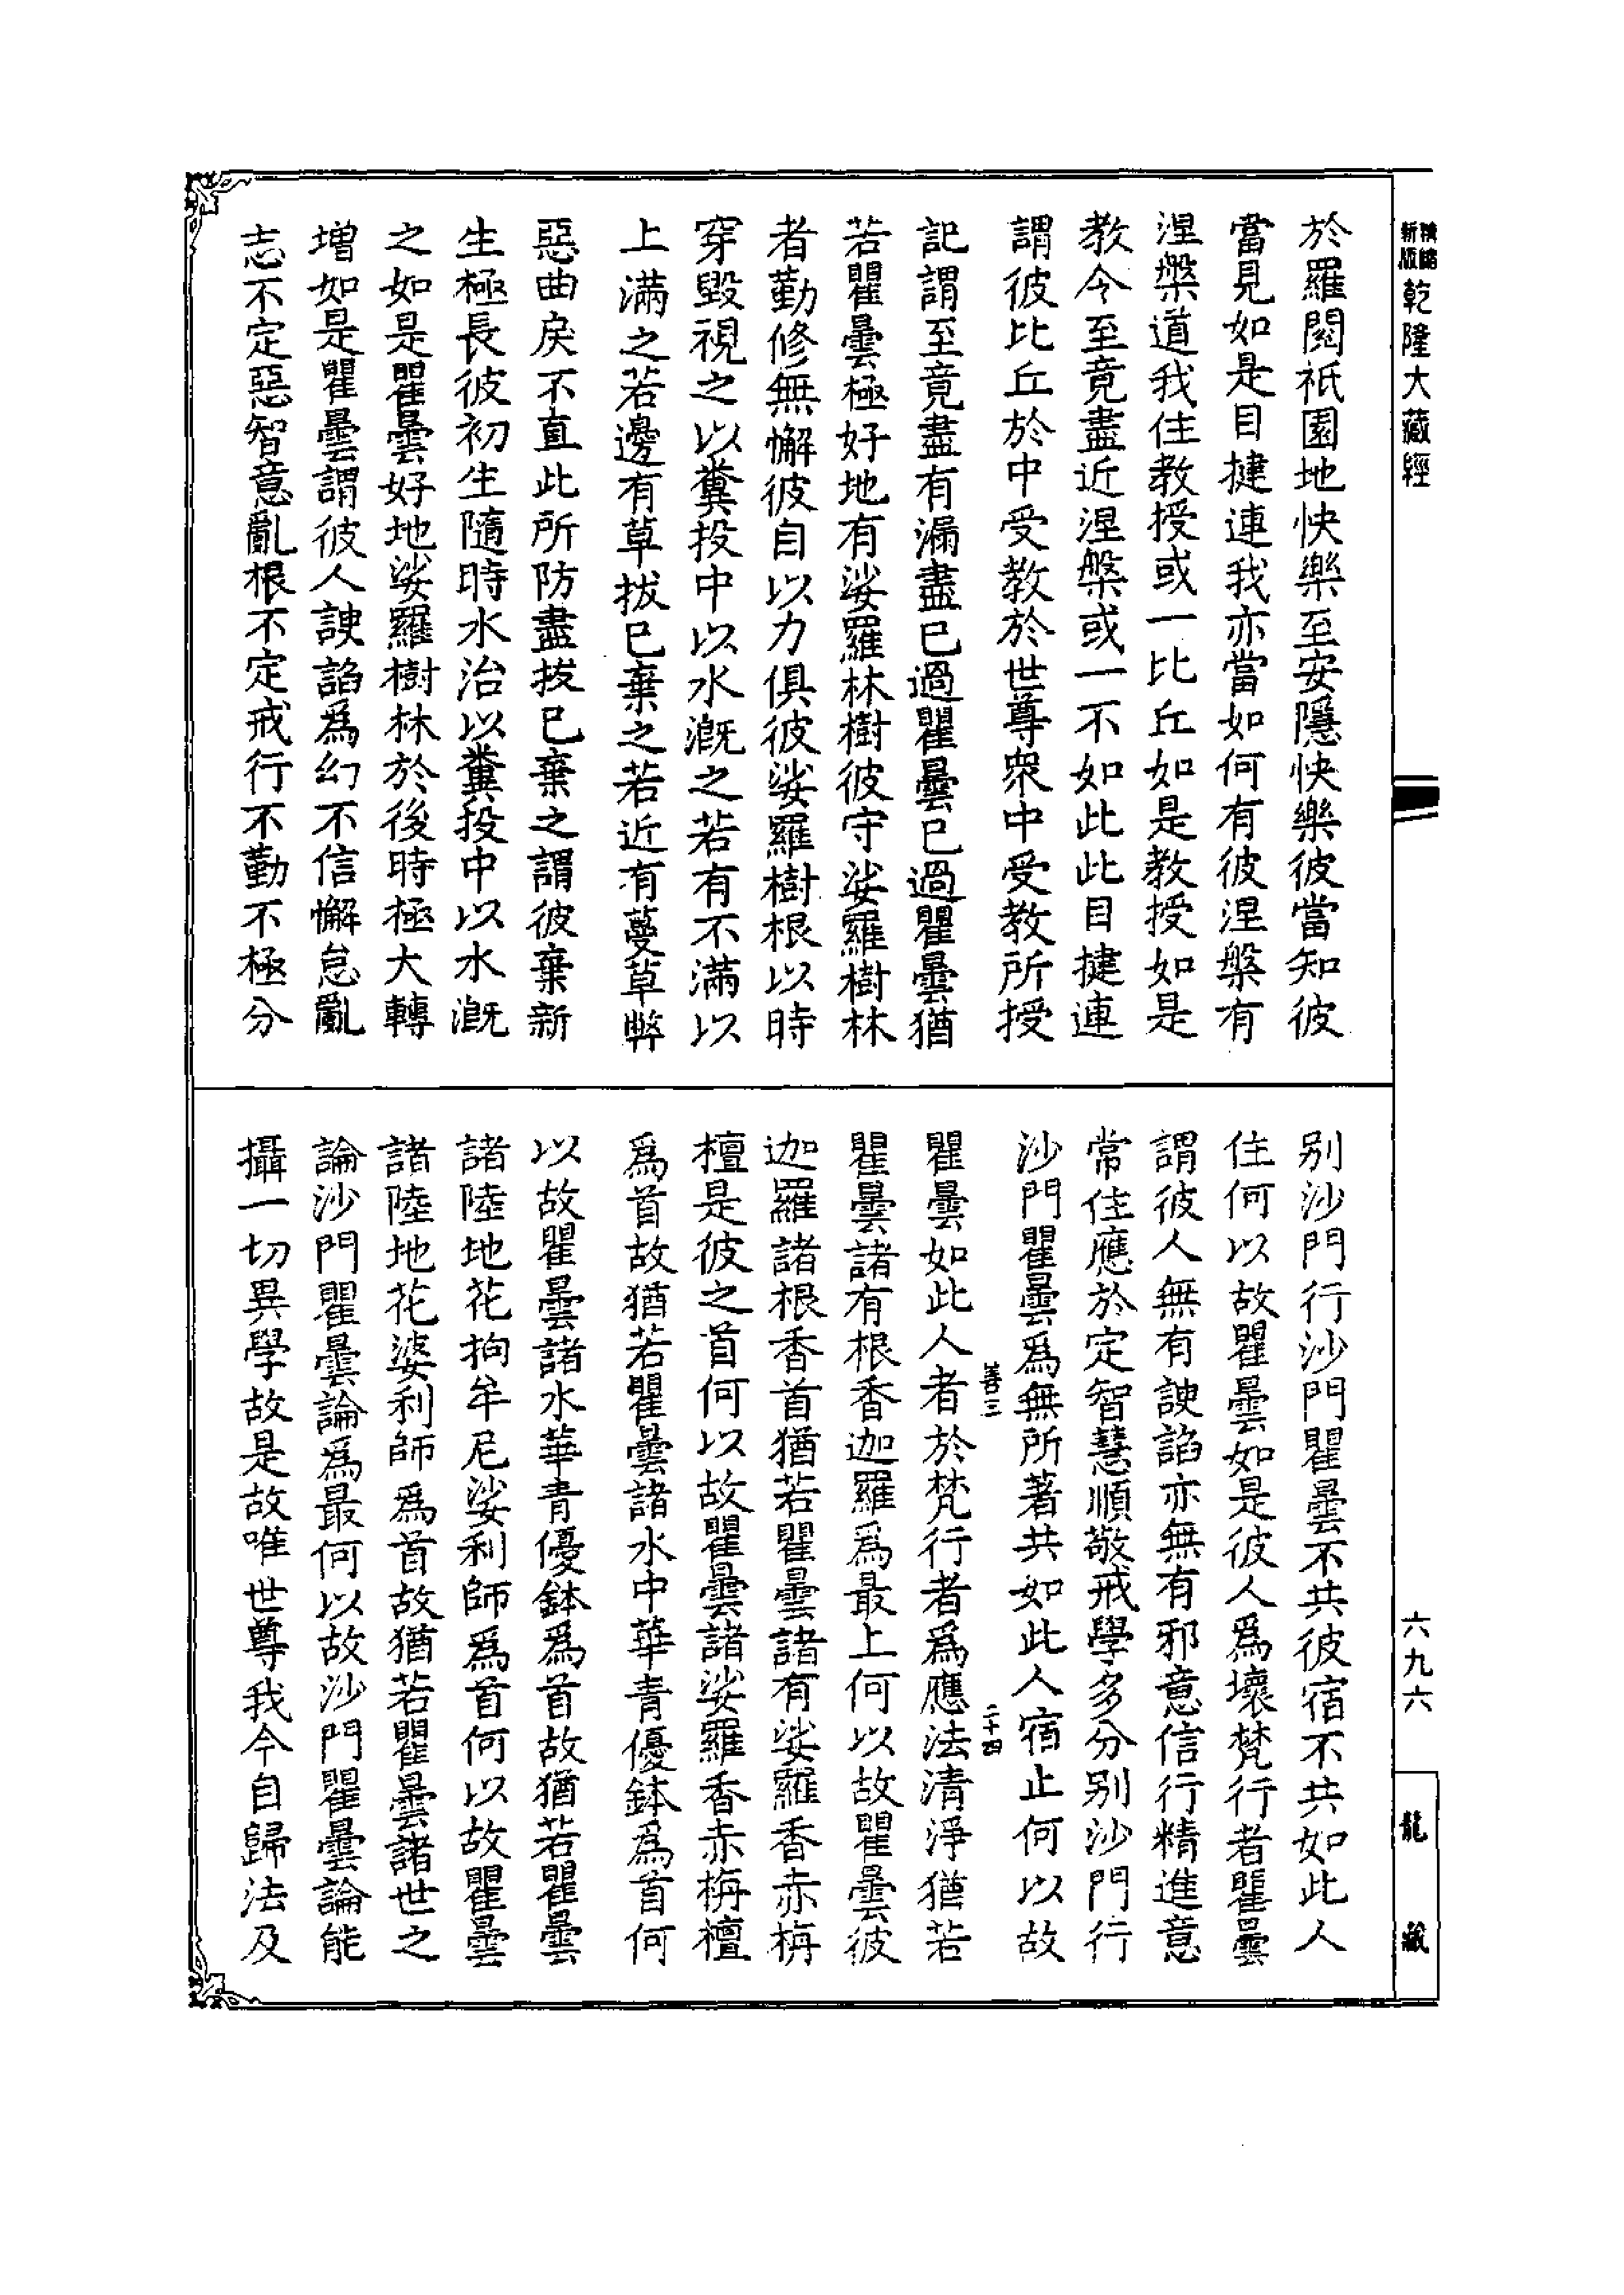 乾隆大藏經
於羅閱祇園地快樂至安隱快樂彼當知彼
當見如是目揵連我亦當如何有彼涅槃有
涅槃道我住教授或一比丘如是教授如是
教令至竟盡近涅槃或一不如此此目揵連
謂彼比丘於中受教於世尊眾中受教所授
記謂至竟盡有漏盡已過瞿曇已過瞿曇猶
若瞿曇極好地有娑羅林樹彼守娑羅樹林
者勤修無懈彼自以力俱彼娑羅樹根以時
穿毀視之以糞投中以水溉之若有不滿以
上滿之若邊有草拔已棄之若近有蔓草弊
惡曲戾不直此所防盡拔已棄之謂彼棄新
生極長彼初生隨時水治以糞投中以水溉
之如是瞿曇好地娑羅樹林於後時極大轉
增如是瞿曇謂彼人諛諂為幻不信懈怠亂
志不定惡智意亂根不定戒行不勤不極分
別沙門行沙門瞿曇不共彼宿不共如此人
住何以故瞿曇如是彼人為壞梵行者瞿曇
謂彼人無有諛諂亦無有邪意信行精進意
常住應於定智慧順敬戒學多分別沙門行
沙門瞿曇為無所著共如此人宿止何以故
善三
二十四
瞿曇如此人者於梵行者為應法清淨猶若
瞿曇諸有根香迦羅為最上何以故瞿曇彼
迦羅諸根香首猶若瞿曇諸有娑羅香赤栴
檀是彼之首何以故瞿曇諸娑羅香赤栴檀
為首故猶若瞿曇諸水中華青優鉢為首何
以故瞿曇諸水華青優鉢為首故猶若瞿曇
諸陸地花拘牟尼娑利師為首何以故瞿曇
諸陸地花婆利師為首故猶若瞿曇諸世之
論沙門瞿曇論為最何以故沙門瞿曇論能
攝一切異學故是故唯世尊我今自歸法及
六九六
龍藏